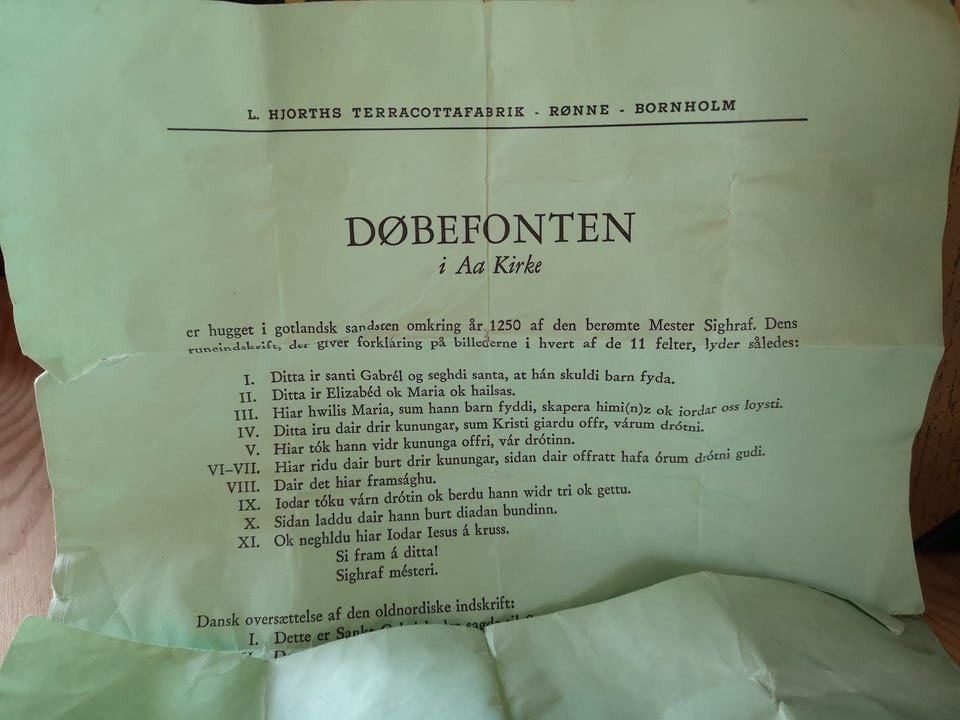 L. HJORTHS TERRACOTTAFABRIK - RØNNE - BORNHOLM
DØBEFONTEN
i Aa Kirke
er hugget i gotlandsk sandsten omkring år 1250 af den berømte Mester Sighraf. Dens
runeindskrift, der giver forklaring på billederne i hvert af de 11 felter, lyder således:
I. Ditta ir santi Gabrél og seghdi santa, at hán skuldi barn fyda.
II. Ditta ir Elizabéd ok Maria ok hailsas.
III. Hiar hwilis Maria, sum hann barn fyddi, skapera himi(n)z ok iordar oss loysti.
IV. Ditta iru dair drir kunungar, sum Kristi giardu offr, várum drótni.
V. Hiar tók hann vidr kununga offri, vár drótinn.
VI–VII. Hiar ridu dair burt drir kunungar, sidan dair offratt hafa órum drótni gudi.
VIII. Dair det hiar framsághu.
IX. Iodar tóku várn drótin ok berdu hann widr tri ok gettu.
X. Sidan laddu dair hann burt diadan bundinn.
XI. Ok neghldu hiar Iodar Iesus á kruss.
Si fram á ditta!
Sighraf mésteri.
Dansk oversættelse af den oldnordiske indskrift:
I. Dette er